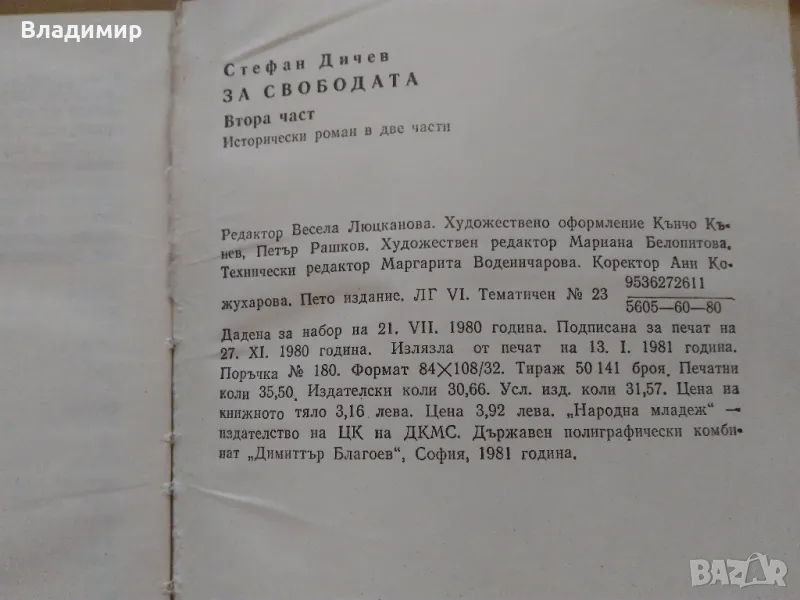 Владимир
Стефан Дичев
ЗА СВОБОДАТА
Втора част
Исторически роман в две части
Редактор Весела Люцканова. Художествено оформление Кънчо Къ-
нев, Петър Рашков. Художествен редактор Мариана Белопитова.
Технически редактор Маргарита Воденичарова. Коректор Ани Ко-
жухарова. Пето издание. ЛГ VI. Тематичен № 23 9536272611
5605—60—80
Дадена за набор на 21. VII. 1980 година. Подписана за печат на
27. XI. 1980 година. Излязла от печат на 13. I. 1981 година.
Поръчка № 180. Формат 84×108/32. Тираж 50 141 броя. Печатни
коли 35,50. Издателски коли 30,66. Усл. изд. коли 31,57. Цена на
книжното тяло 3,16 лева. Цена 3,92 лева. „Народна младеж“ —
издателство на ЦК на ДКМС. Държавен полиграфически комби-
нат „Димиттър Благоев“, София, 1981 година.
BAZAR